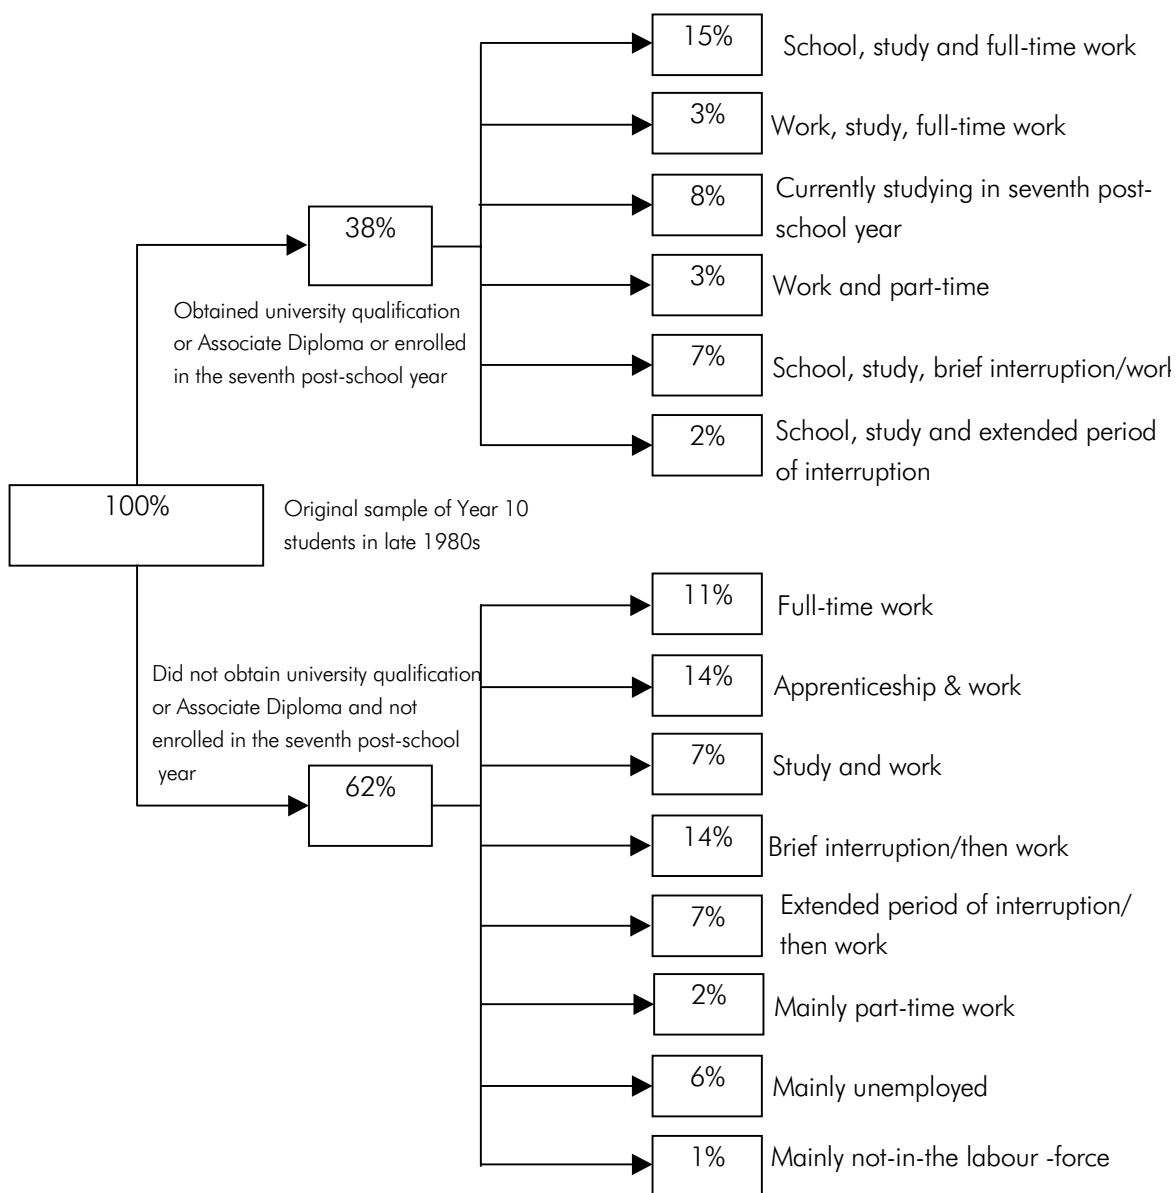 15%
School, study and full-time work
3%
Work, study, full-time work
8%
Currently studying in seventh post-
school year
38%
3%
Work and part-time
Obtained university qualification
or Associate Diploma or enrolled
in the seventh post-school year
7%
School, study, brief interruption/work
2%
School, study and extended period
of interruption
100%
Original sample of Year 10
students in late 1980s
11%
Full-time work
Did not obtain university qualification
or Associate Diploma and not
enrolled in the seventh post-school
year
14%
Apprenticeship & work
7%
Study and work
62%
14%
Brief interruption/then work
7%
Extended period of interruption/
then work
2%
Mainly part-time work
6%
Mainly unemployed
1%
Mainly not-in-the labour -force